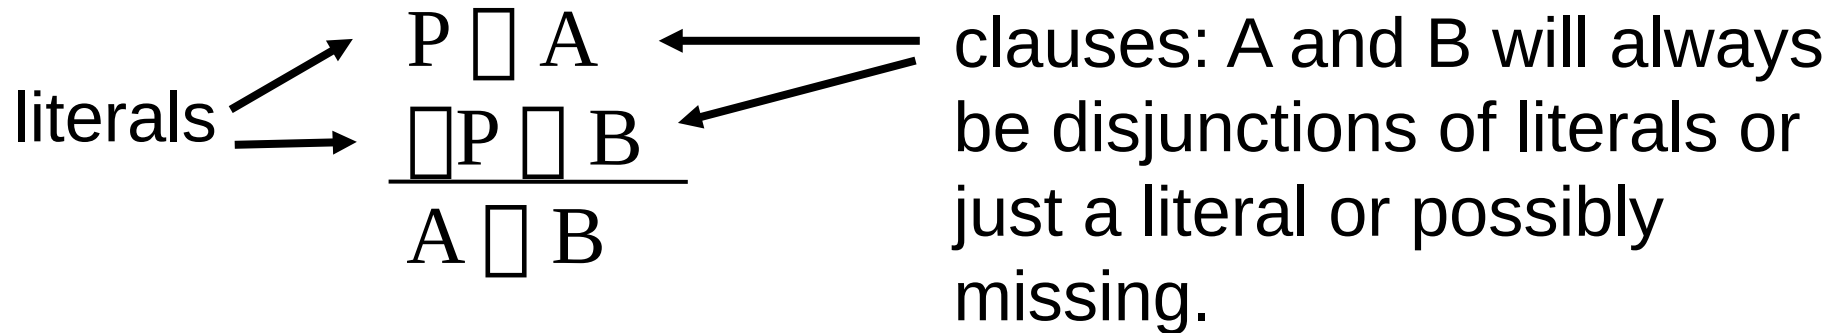 P ▯ A
literals
▯P ▯ B
A ▯ B
clauses: A and B will always
be disjunctions of literals or
just a literal or possibly
missing.